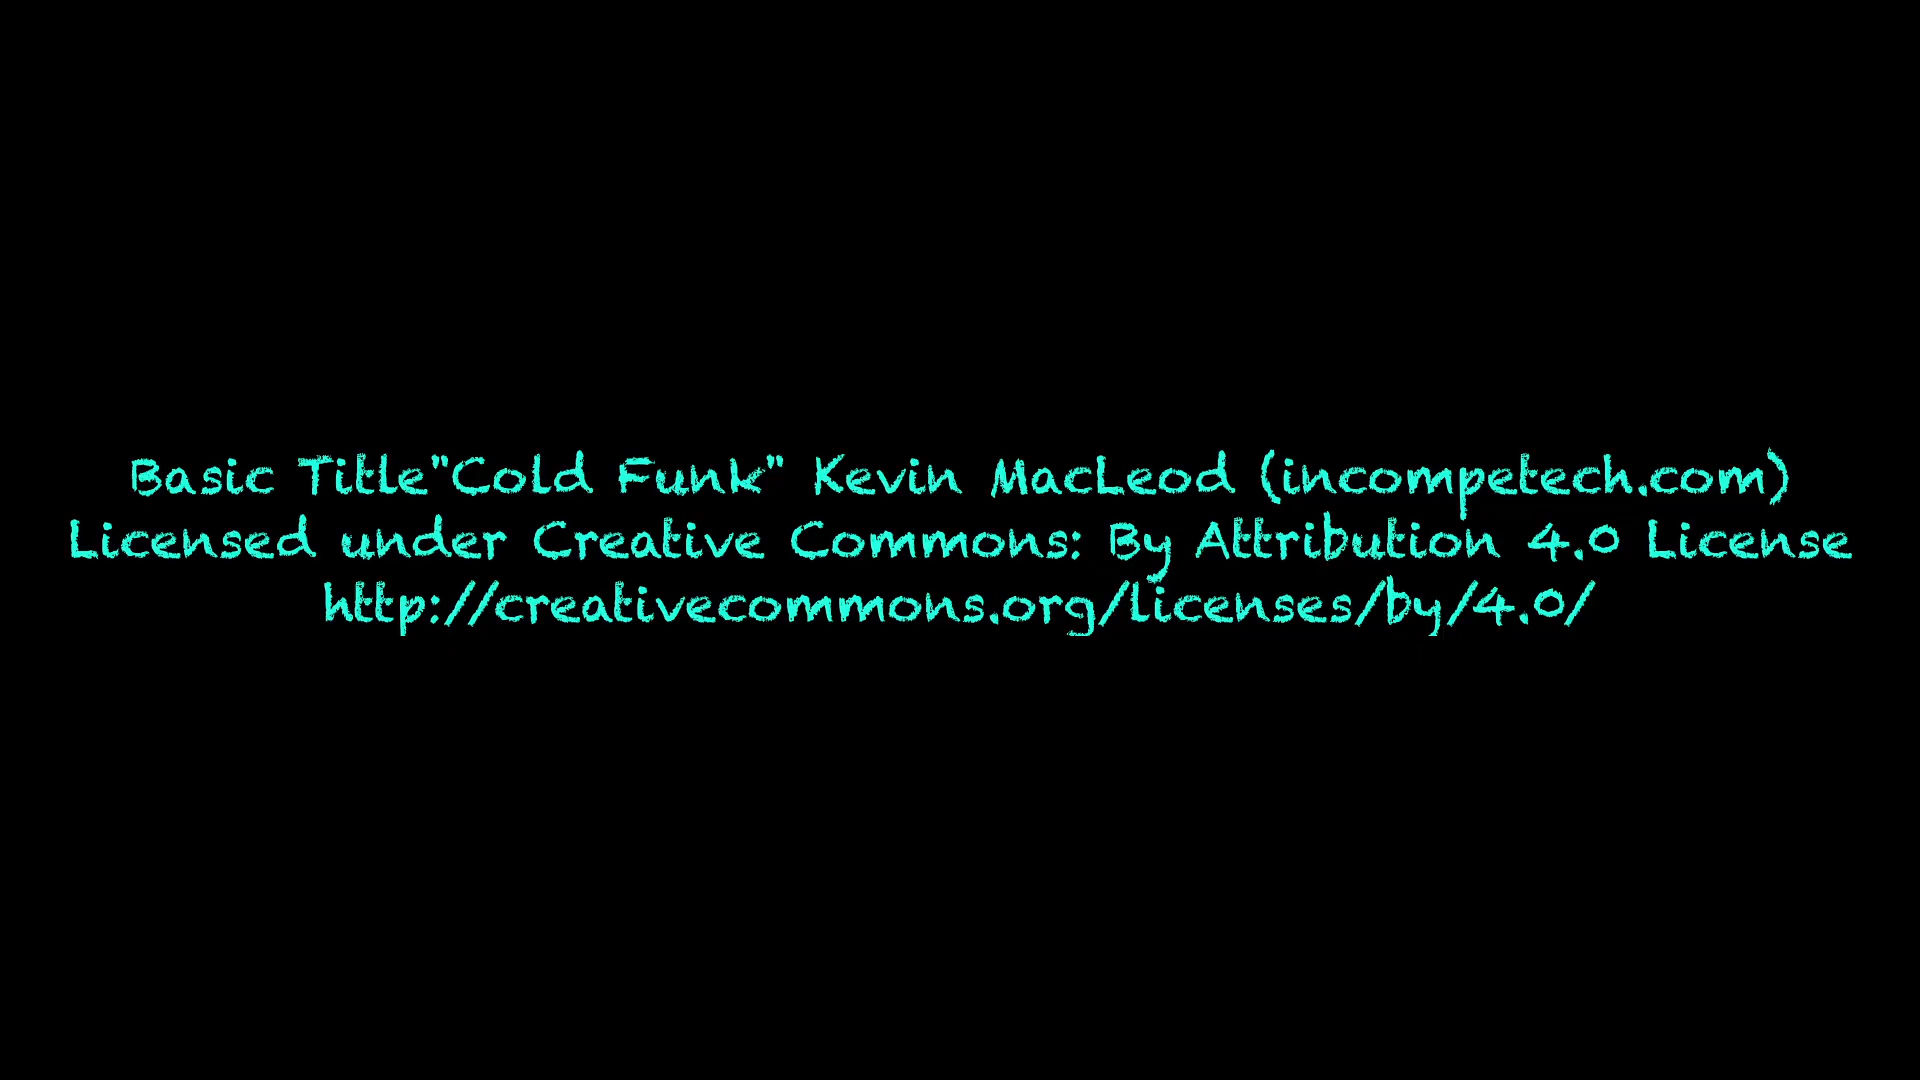 Basic Title"Cold Funk" Kevin MacLeod (incompetech.com)
Licensed under Creative Commons: By Attribution 4.0 License
http://creativecommons.org/licenses/by/4.0/